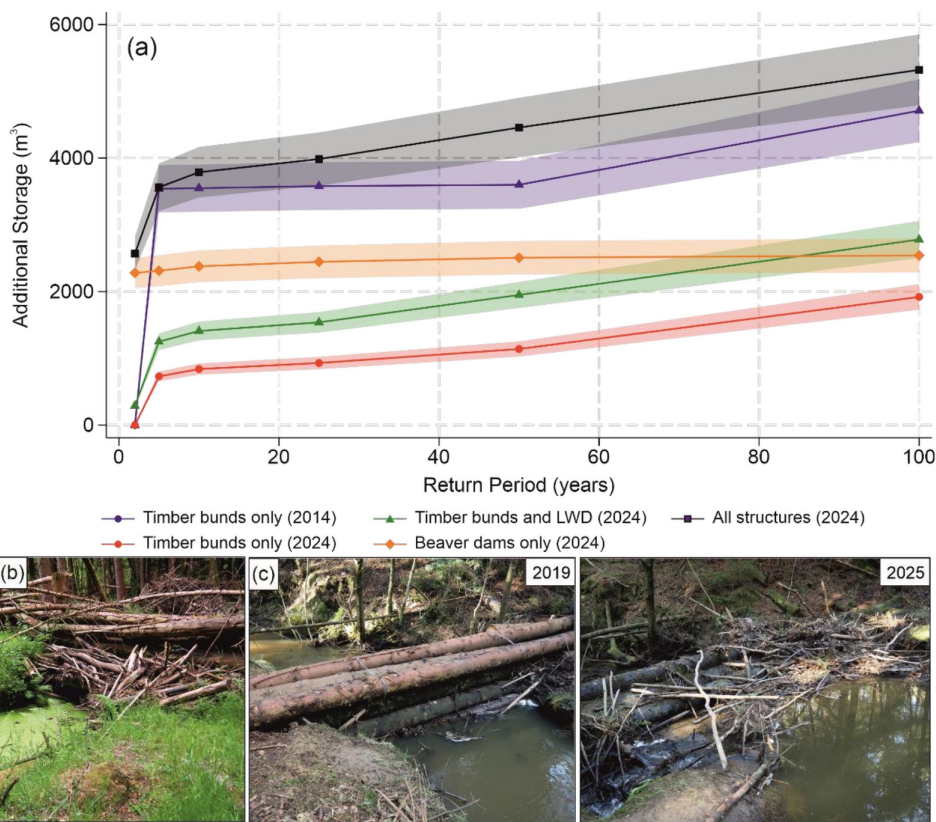 (a)
6000
4000
2000
0
Additional Storage (m³)
0 20 40 60 80 100
Return Period (years)
Timber bunds only (2014) Timber bunds and LWD (2024) All structures (2024)
Timber bunds only (2024) Beaver dams only (2024)
(b) (c) 2019 2025